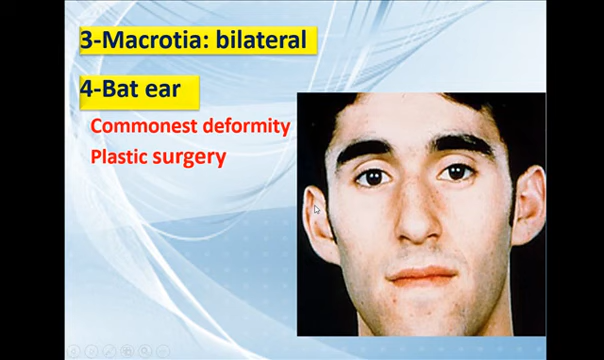 3-Macrotia: bilateral
4-Bat ear
Commonest deformity
Plastic surgery